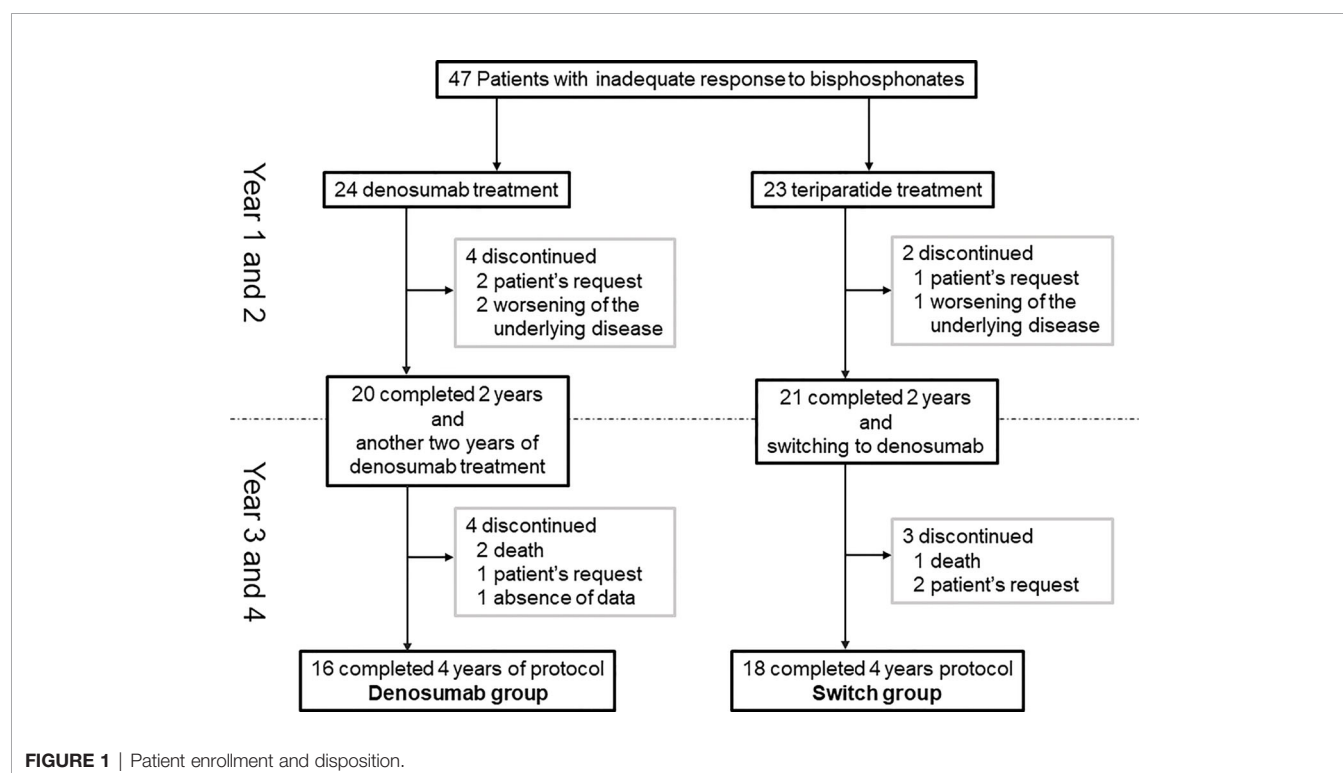 47 Patients with inadequate response to bisphosphonates
Year 1 and 2
24 denosumab treatment
23 teriparatide treatment
4 discontinued
2 patient's request
2 worsening of the
underlying disease
2 discontinued
1 patient's request
1 worsening of the
underlying disease
20 completed 2 years
and
another two years of
denosumab treatment
21 completed 2 years
and
switching to denosumab
Year 3 and 4
4 discontinued
2 death
1 patient's request
1 absence of data
3 discontinued
1 death
2 patient's request
16 completed 4 years of protocol
Denosumab group
18 completed 4 years protocol
Switch group
FIGURE 1 | Patient enrollment and disposition.